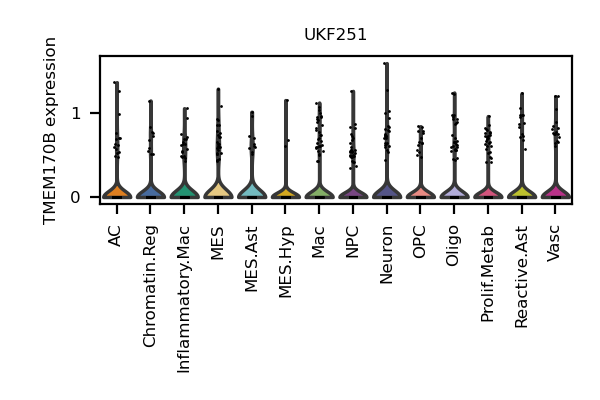 UKF251
TMEM170B expression
1
0
AC
Chromatin.Reg
Inflammatory.Mac
MES
MES.Ast
MES.Hyp
Mac
NPC
Neuron
OPC
Oligo
Prolif.Metab
Reactive.Ast
Vasc